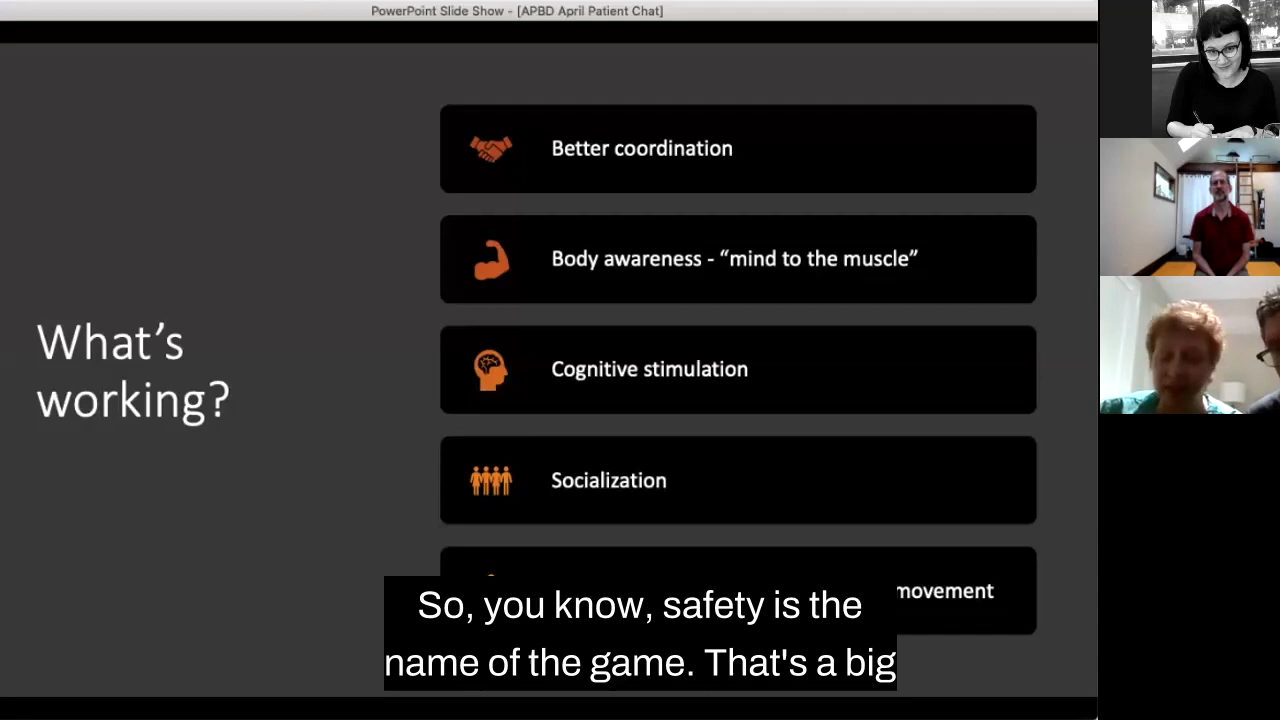 PowerPoint Slide Show - [APBD April Patient Chat]
What's
working?
Better coordination
Body awareness - “mind to the muscle”
Cognitive stimulation
Socialization
movement
So, you know, safety is the
name of the game. That's a big